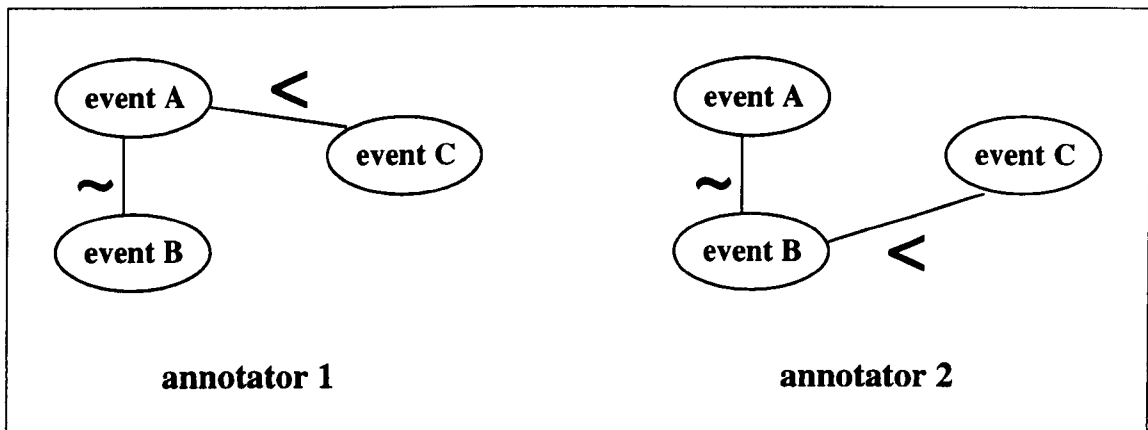 event A
<
event C
~
event B
annotator 1
event A
event C
~
event B
<
annotator 2